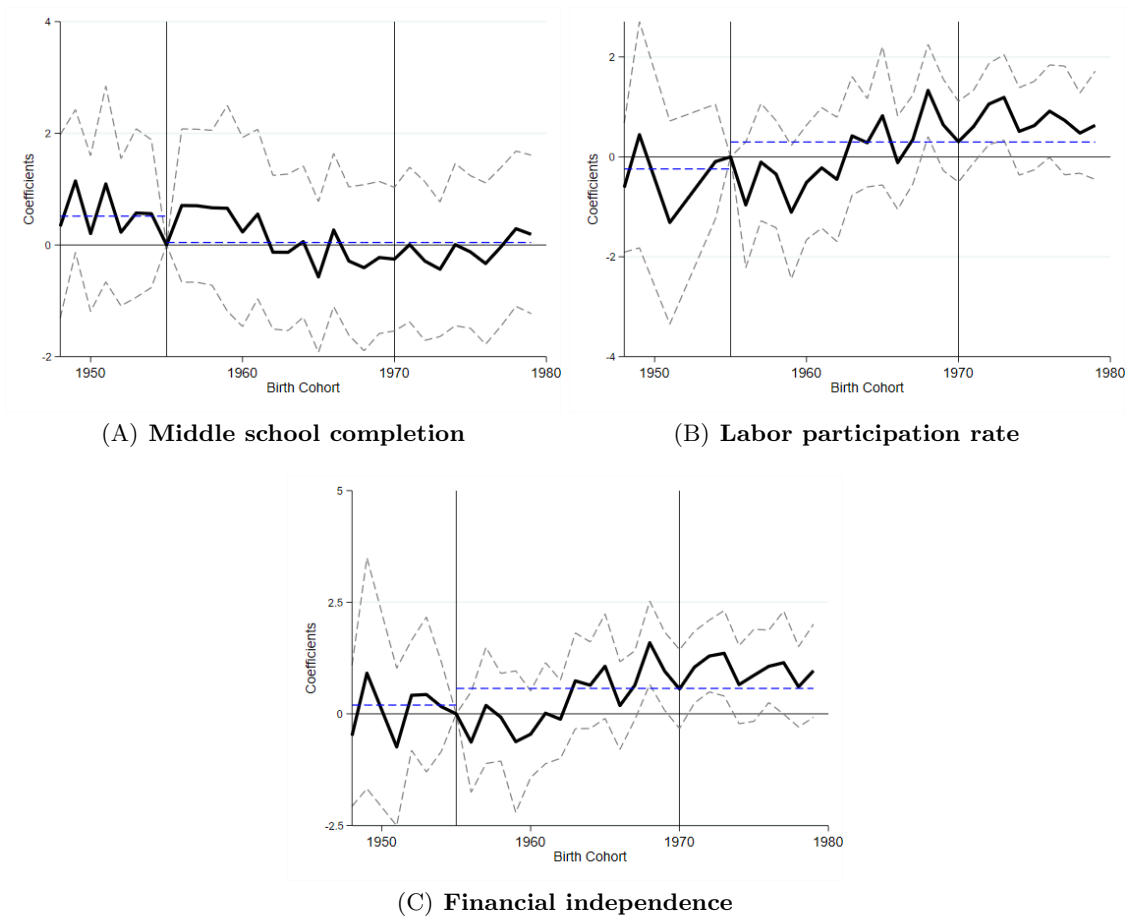 4
2
0
-2
Coefficients
1950
1960
1970
1980
Birth Cohort
(A) Middle school completion
2
0
-2
-4
Coefficients
1950
1960
1970
1980
Birth Cohort
(B) Labor participation rate
5
2.5
0
-2.5
Coefficients
1950
1960
1970
1980
Birth Cohort
(C) Financial independence